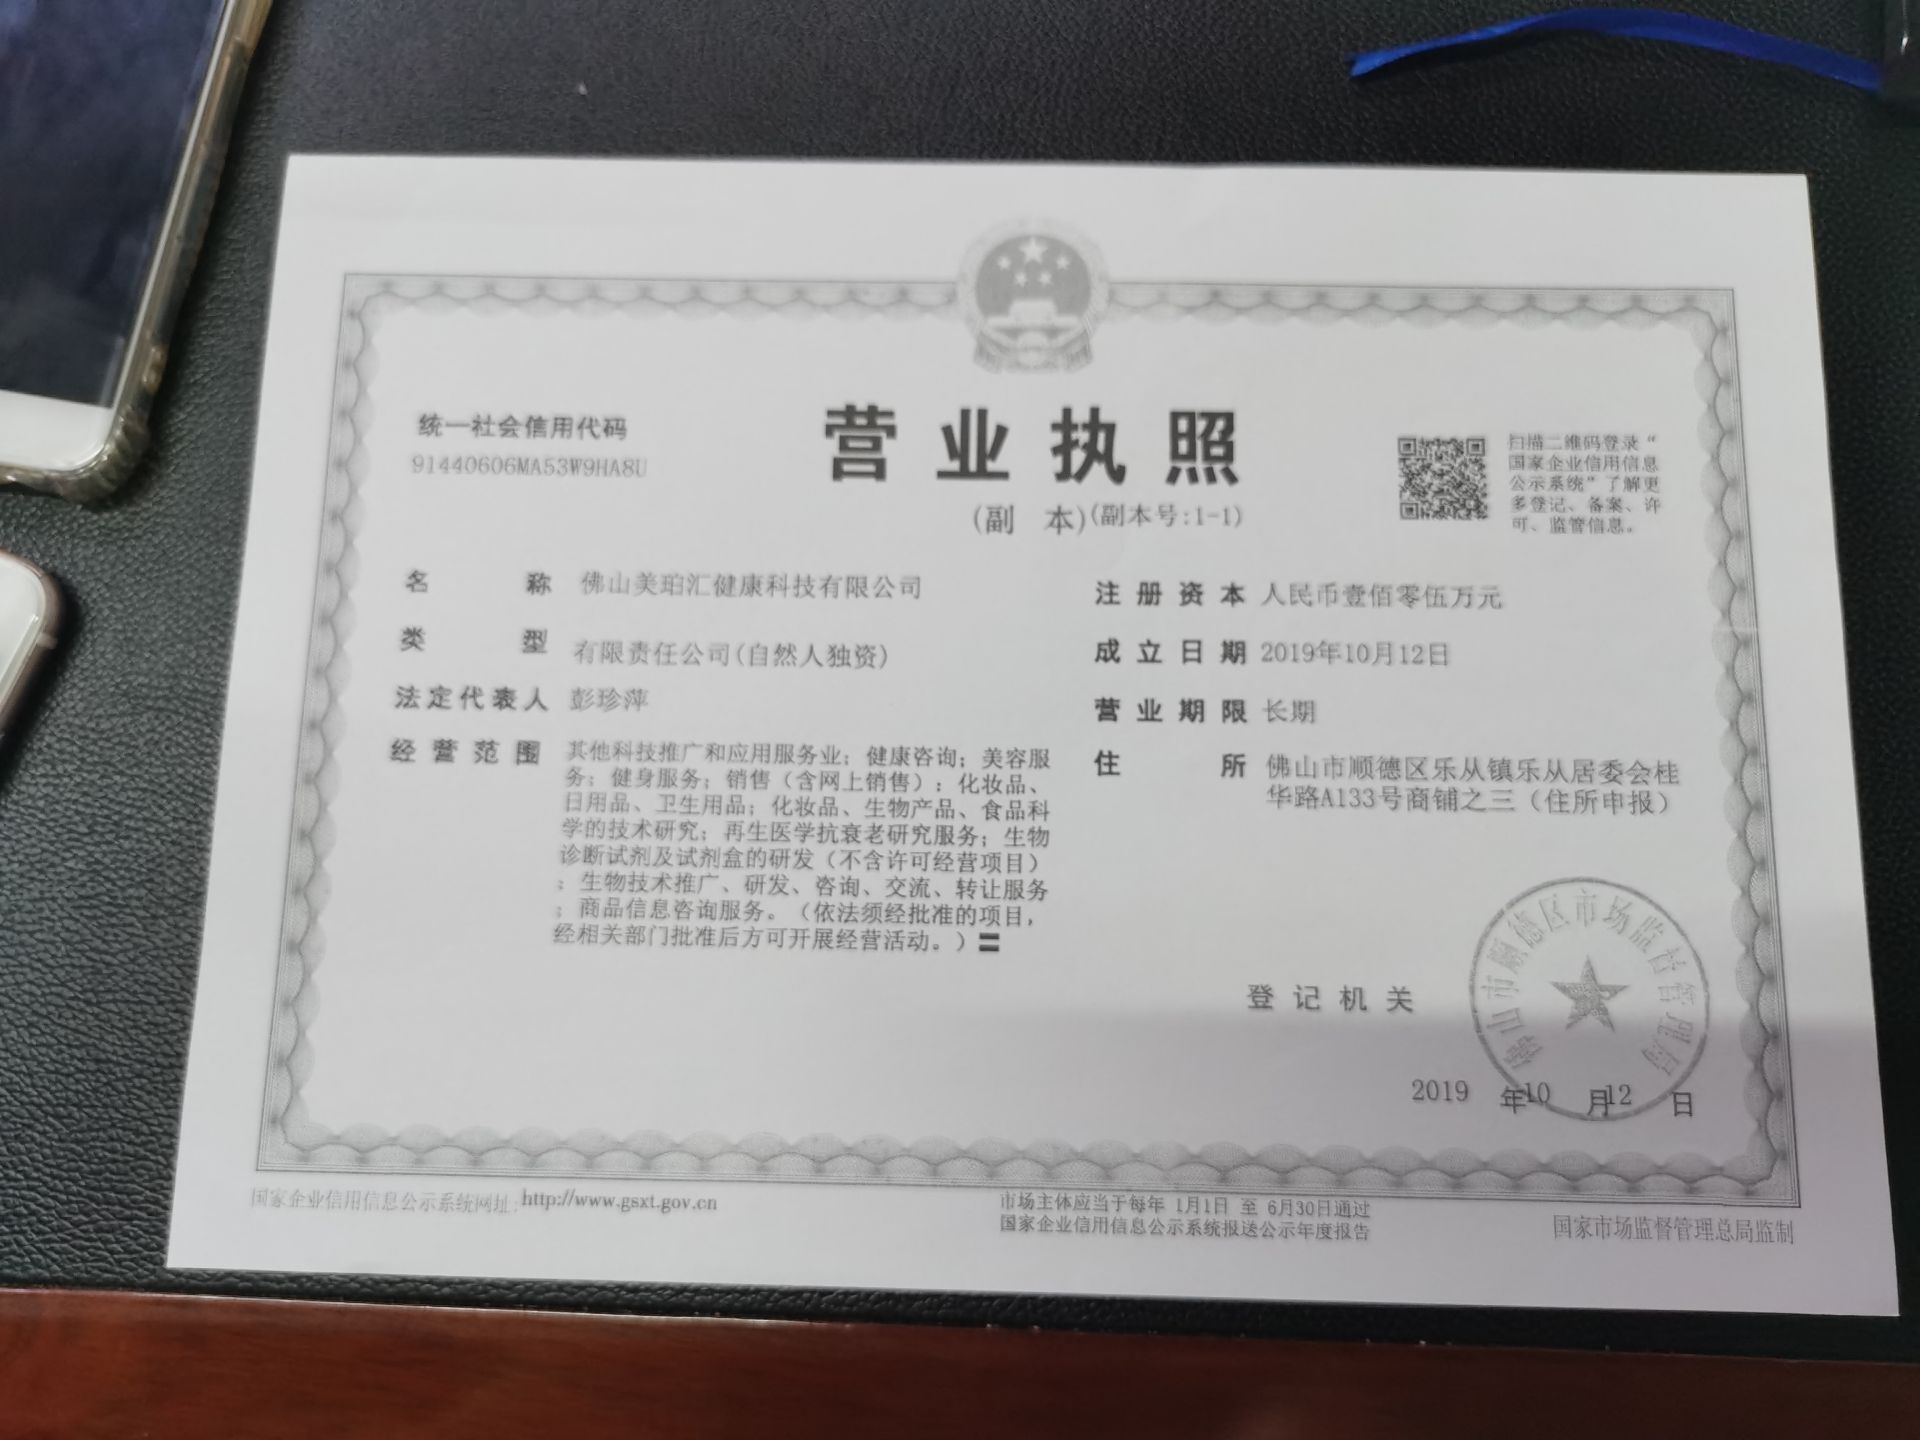 统一社会信用代码
91440606MA53W9HA8U
营业执照
(副 本)(副本号:1-1)
扫描二维码登录“
国家企业信用信息
公示系统”了解更
多登记、备案、许
可、监管信息。
名称 佛山美珀汇健康科技有限公司
类型 有限责任公司(自然人独资)
法定代表人 彭珍萍
经营范围 其他科技推广和应用服务业；健康咨询；美容服
务；健身服务；销售（含网上销售）：化妆品、
日用品、卫生用品；化妆品、生物产品、食品科
学的技术研究；再生医学抗衰老研究服务；生物
诊断试剂及试剂盒的研发（不含许可经营项目）
；生物技术推广、研发、咨询、交流、转让服务
；商品信息咨询服务。（依法须经批准的项目，
经相关部门批准后方可开展经营活动。）〓
注册资本 人民币壹佰零伍万元
成立日期 2019年10月12日
营业期限 长期
住所 佛山市顺德区乐从镇乐从居委会桂
华路A133号商铺之三（住所申报）
登记机关
佛山市顺德区市场监督管理局
2019 年10 月12 日
国家企业信用信息公示系统网址:http://www.gsxt.gov.cn
市场主体应当于每年 1月1日 至 6月30日通过
国家企业信用信息公示系统报送公示年度报告
国家市场监督管理总局监制